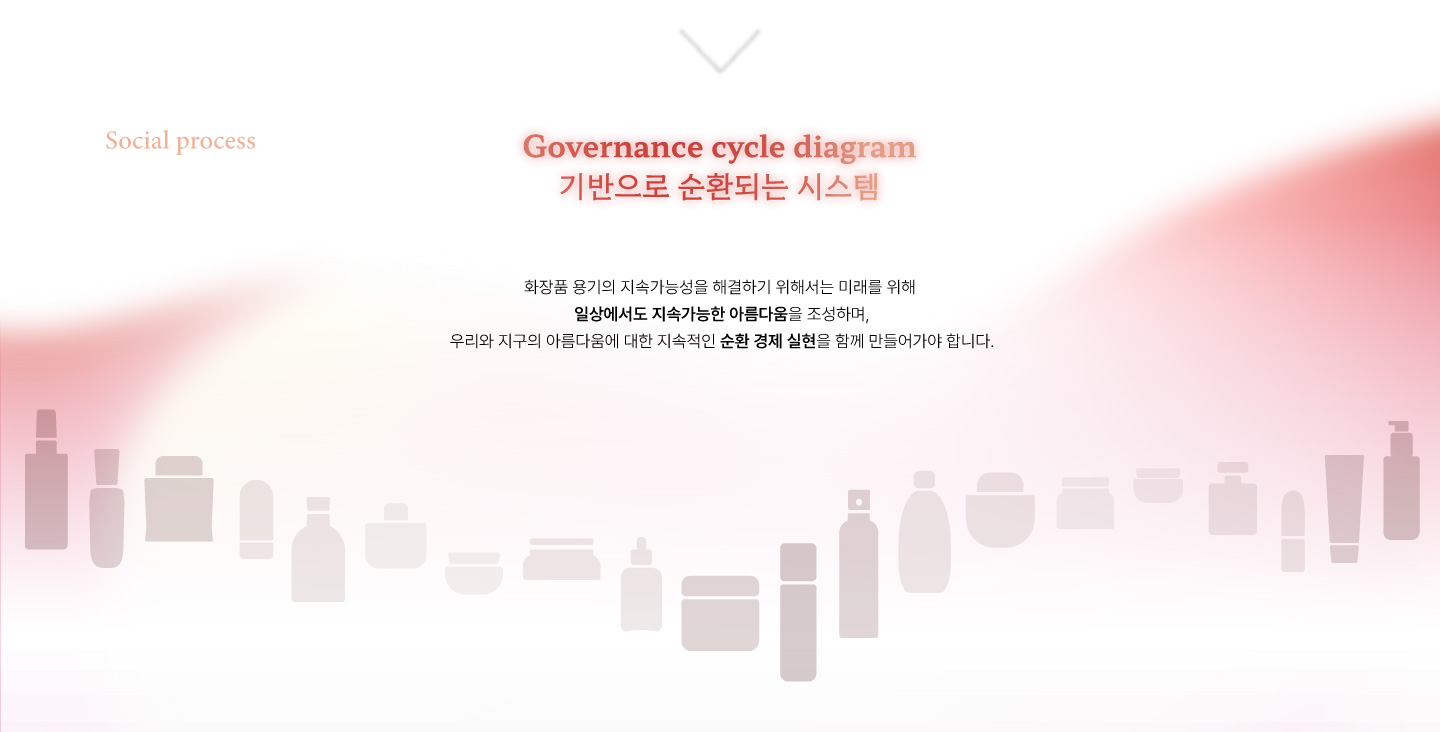 Social process
Governance cycle diagram
기반으로 순환되는 시스템
화장품 용기의 지속가능성을 해결하기 위해서는 미래를 위해
일상에서도 지속가능한 아름다움을 조성하며,
우리와 지구의 아름다움에 대한 지속적인 순환 경제 실현을 함께 만들어가야 합니다.